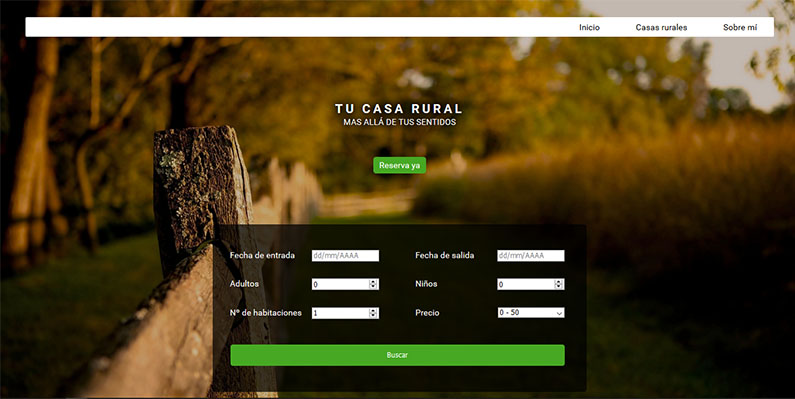 Inicio Casas rurales Sobre mí
TU CASA RURAL
MAS ALLÁ DE TUS SENTIDOS
Reserva ya
Fecha de entrada dd/mm/AAAA Fecha de salida dd/mm/AAAA
Adultos 0 Niños 0
Nº de habitaciones 1 Precio 0 - 50
Buscar